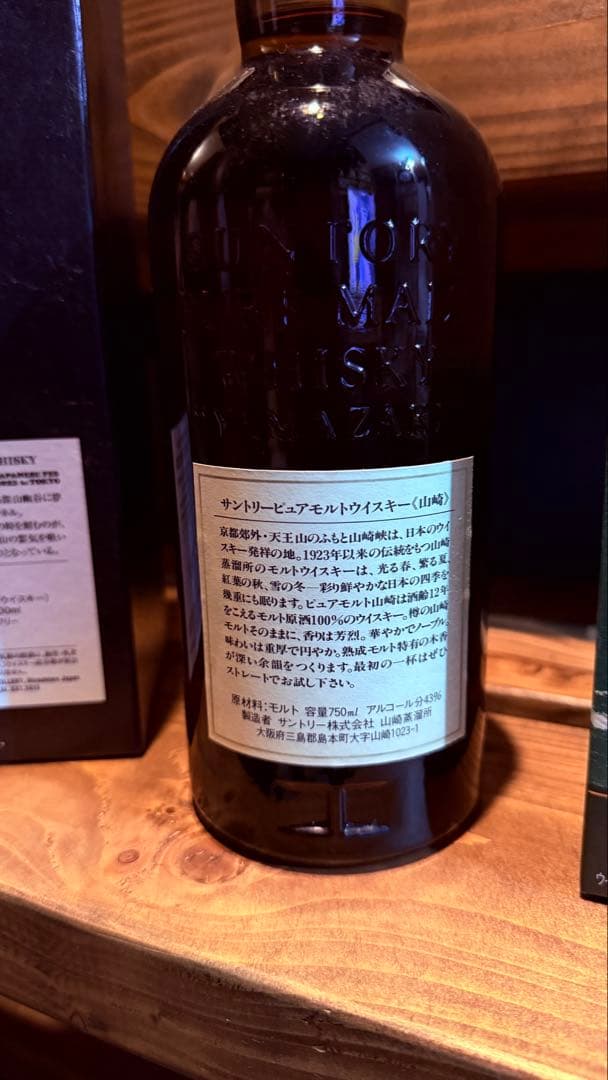 SUNTORY
MALT
WHISKY
"YAMAZAKI
サントリーピュアモルトウイスキー《山崎》
京都郊外・天王山のふもと山崎峡は、日本のウイ
スキー発祥の地。1923年以来の伝統をもつ山崎
蒸溜所のモルトウイスキーは、光る春、繁る夏、
紅葉の秋、雪の冬―彩り鮮やかな日本の四季を
幾重にも眠ります。ピュアモルト山崎は酒齢12年
をこえるモルト原酒100%のウイスキー。樽の山崎
モルトそのままに、香りは芳烈。華やかでノーブル。
味わいは重厚で円やか。熟成モルト特有の木香
が深い余韻をつくります。最初の一杯はぜひ
ストレートでお試し下さい。
原材料:モルト 容量750ml アルコール分43%
製造者 サントリー株式会社 山崎蒸溜所
大阪府三島郡島本町大字山崎1023-1
HISKY
to TOKYO
ウイスキー)
00ml
トリー